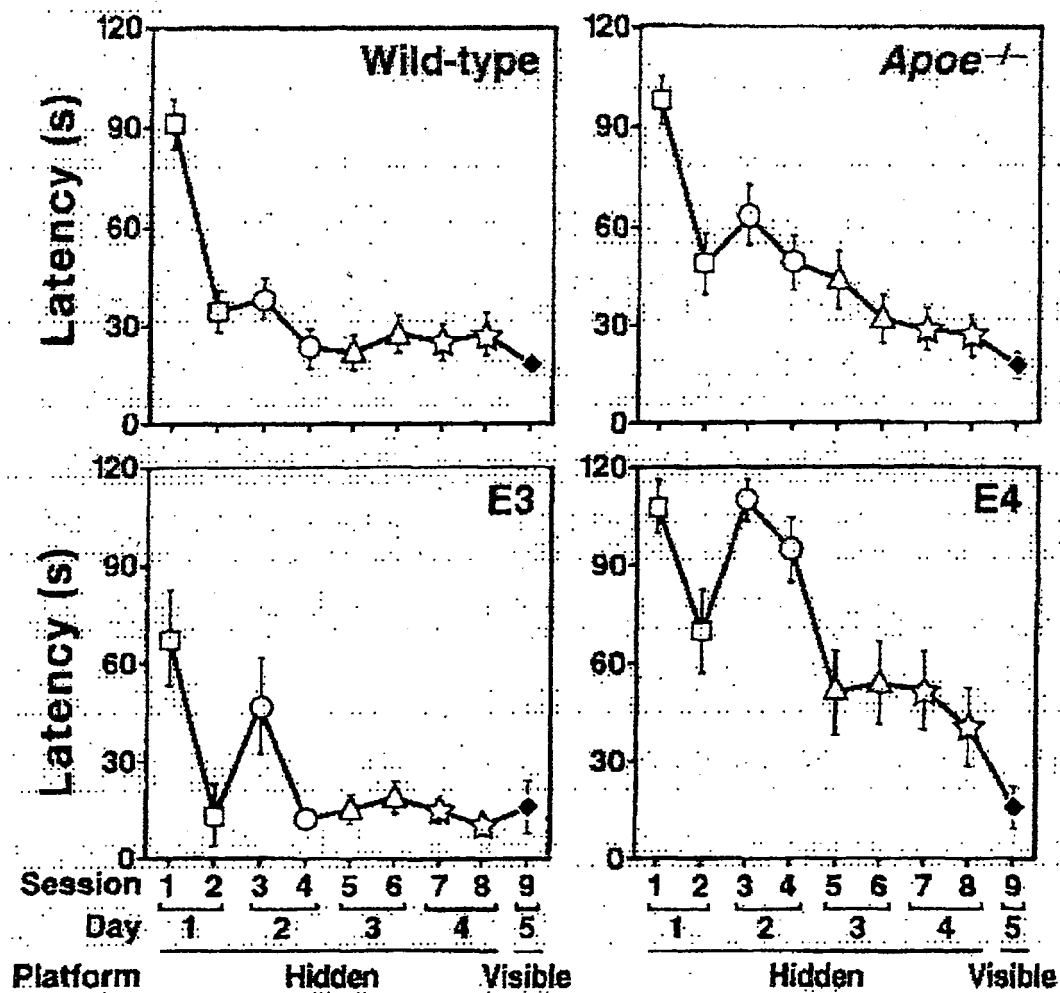 Wild-type
Apoe–/–
Latency (s)
120
90
60
30
0
120
90
60
30
0
E3
E4
Latency (s)
120
90
60
30
0
120
90
60
30
0
Session 1 2 3 4 5 6 7 8 9 1 2 3 4 5 6 7 8 9
Day 1 2 3 4 5 1 2 3 4 5
Platform Hidden Visible Hidden Visible